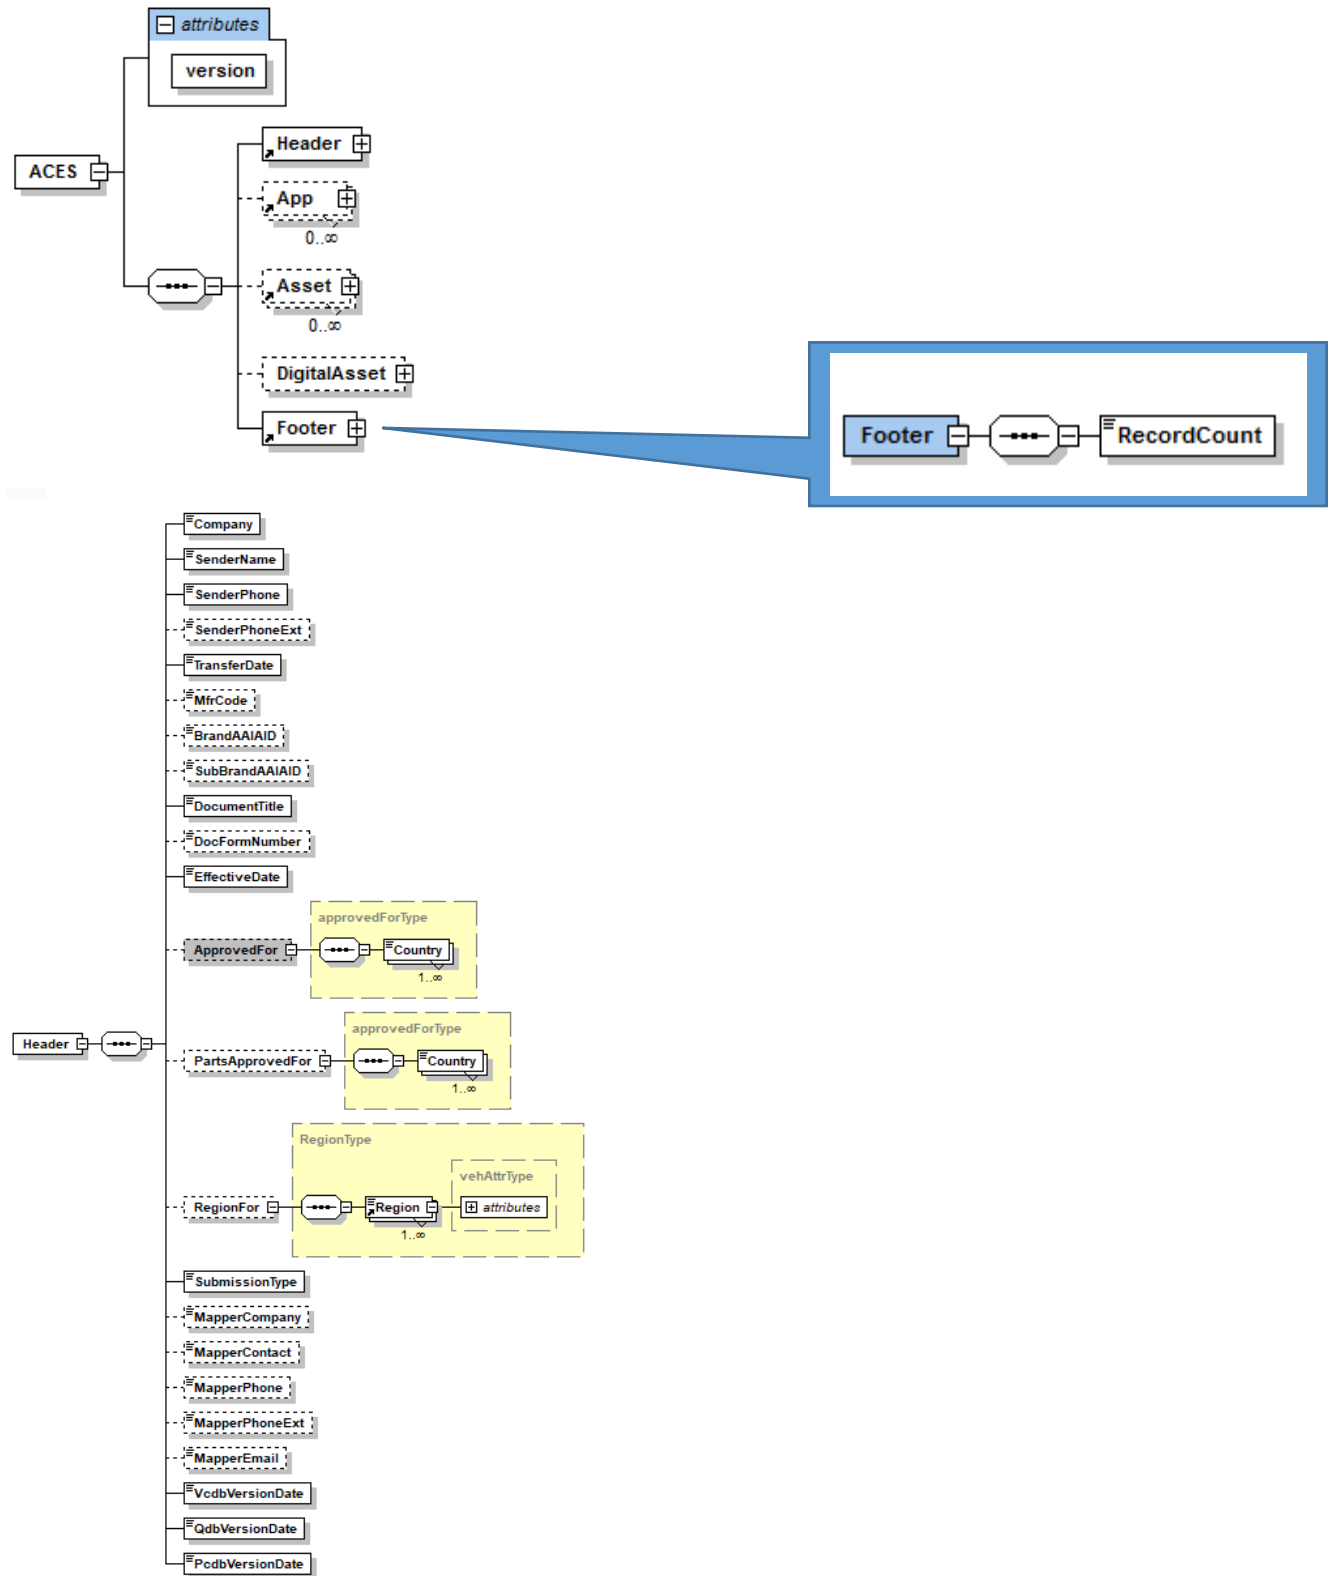 attributes
version
ACES
Header
App
0..∞
Asset
0..∞
DigitalAsset
Footer
Footer
RecordCount
Company
SenderName
SenderPhone
SenderPhoneExt
TransferDate
MfrCode
BrandAAIAID
SubBrandAAIAID
DocumentTitle
DocFormNumber
EffectiveDate
approvedForType
ApprovedFor
Country
1..∞
approvedForType
Header
PartsApprovedFor
Country
1..∞
RegionType
vehAttrType
RegionFor
Region
attributes
1..∞
SubmissionType
MapperCompany
MapperContact
MapperPhone
MapperPhoneExt
MapperEmail
VcdbVersionDate
QdbVersionDate
PcdbVersionDate